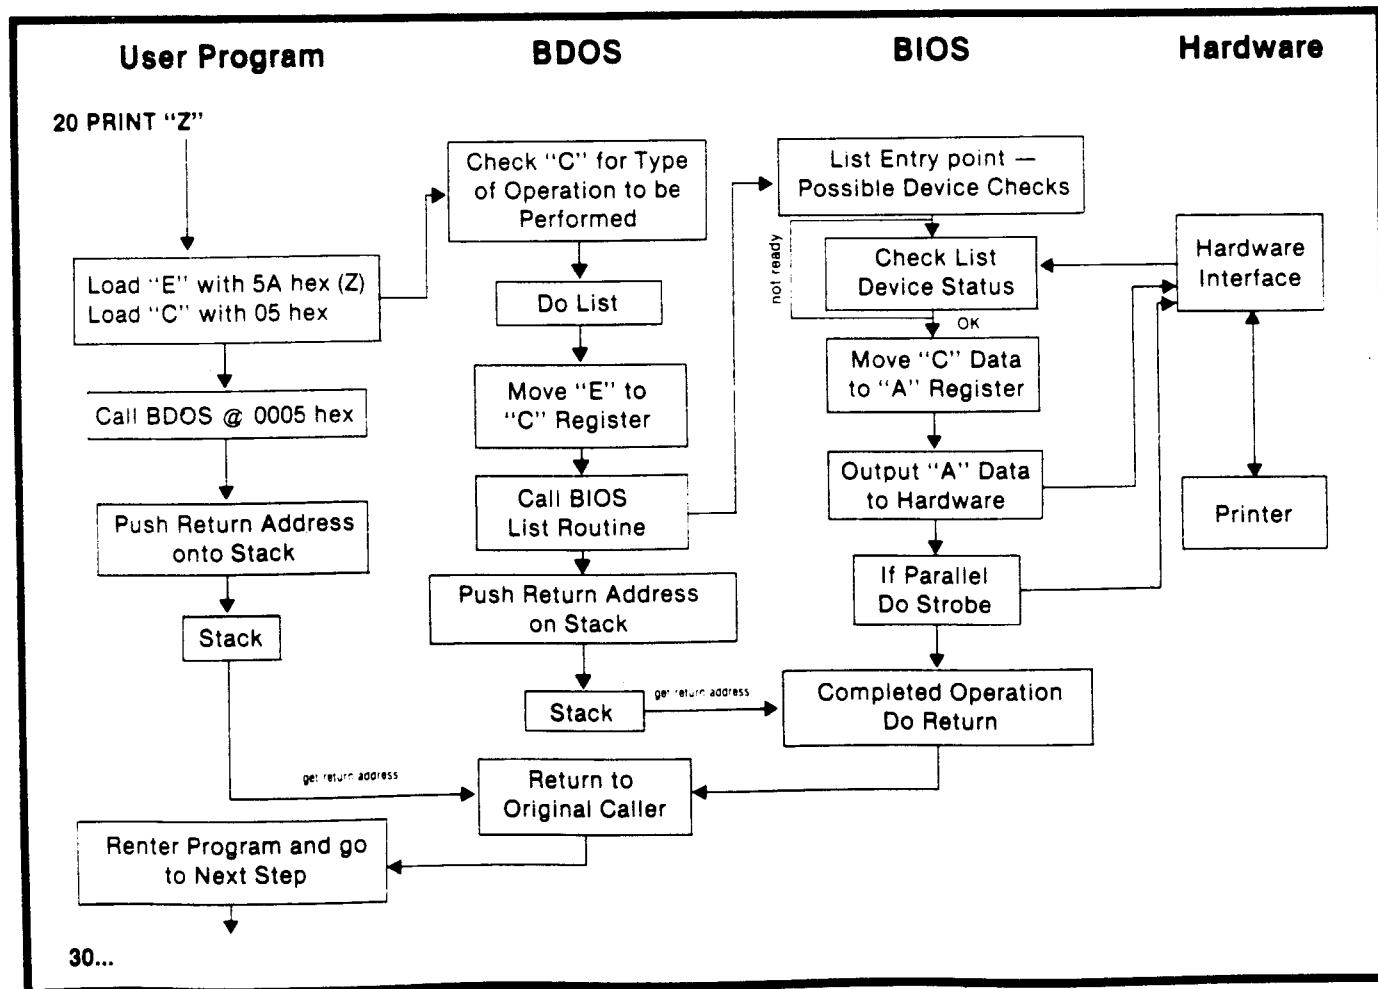 User Program
BDOS
BIOS
Hardware
20 PRINT "Z"
Load "E" with 5A hex (Z)
Load "C" with 05 hex
Call BDOS @ 0005 hex
Push Return Address
onto Stack
Stack
get return address
Renter Program and go
to Next Step
30...
Check "C" for Type
of Operation to be
Performed
Do List
Move "E" to
"C" Register
Call BIOS
List Routine
Push Return Address
on Stack
Stack
get return address
Return to
Original Caller
List Entry point —
Possible Device Checks
not ready
Check List
Device Status
OK
Move "C" Data
to "A" Register
Output "A" Data
to Hardware
If Parallel
Do Strobe
Completed Operation
Do Return
Hardware
Interface
Printer